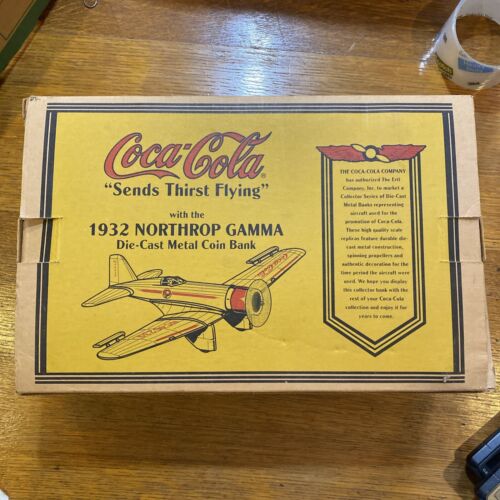 Coca-Cola
"Sends Thirst Flying"
with the
1932 NORTHROP GAMMA
Die-Cast Metal Coin Bank
THE COCA-COLA COMPANY
has authorized The Ertl
Company, Inc. to market a
Collector Series of Die-Cast
Metal Banks representing
aircraft used for the
promotion of Coca-Cola.
These high quality scale
replicas feature durable die-
cast metal construction,
spinning propellers and
authentic decoration for the
time period the aircraft were
used. We hope you display
this collector bank with the
rest of your Coca-Cola
collection and enjoy it for
years to come.